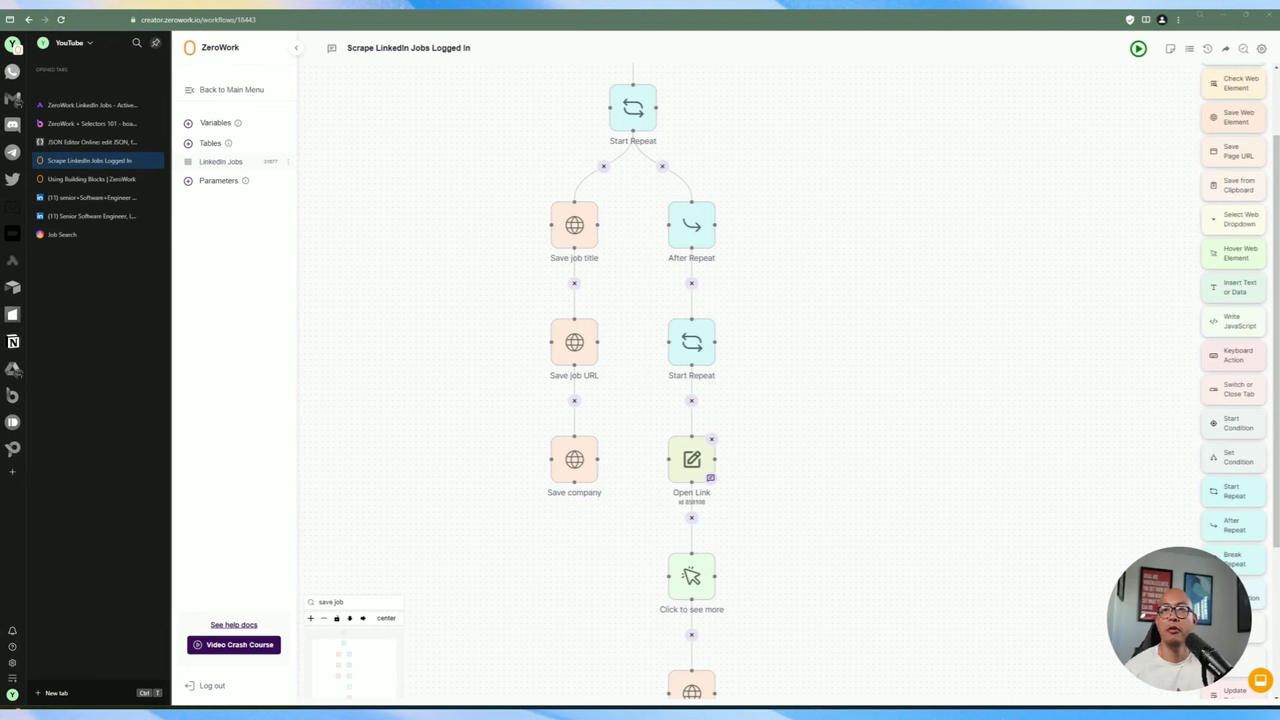 creator.zerowork.io/workflows/18443
YouTube
OPENED TABS
ZeroWork LinkedIn Jobs - Active...
ZeroWork + Selectors 101 - boa...
JSON Editor Online: edit JSON, f...
Scrape LinkedIn Jobs Logged In
Using Building Blocks | ZeroWork
(11) senior+Software+Engineer ...
(11) Senior Software Engineer, L...
Job Search
New tab
Ctrl
T
ZeroWork
Back to Main Menu
Variables
Tables
LinkedIn Jobs
31877
Parameters
See help docs
Video Crash Course
Log out
Scrape LinkedIn Jobs Logged In
Start Repeat
Save job title
After Repeat
Save job URL
Start Repeat
Save company
Open Link
Click to see more
save job
center
Check Web
Element
Save Web
Element
Save
Page URL
Save from
Clipboard
Select Web
Dropdown
Hover Web
Element
Insert Text
or Data
Write
JavaScript
Keyboard
Action
Switch or
Close Tab
Start
Condition
Set
Condition
Start
Repeat
After
Repeat
Break
Repeat
Update